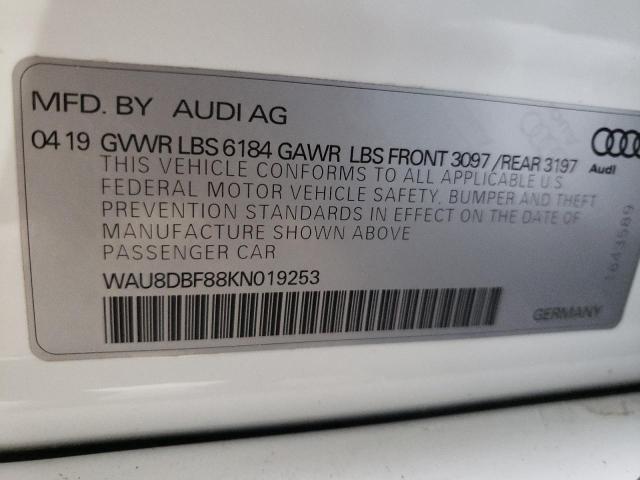 MFD. BY AUDI AG
04 19 GVWR LBS 6184 GAWR LBS FRONT 3097 /REAR 3197
Audi
THIS VEHICLE CONFORMS TO ALL APPLICABLE U.S
FEDERAL MOTOR VEHICLE SAFETY, BUMPER AND THEFT
PREVENTION STANDARDS IN EFFECT ON THE DATE OF
MANUFACTURE SHOWN ABOVE
PASSENGER CAR
1643589
WAU8DBF88KN019253
GERMANY